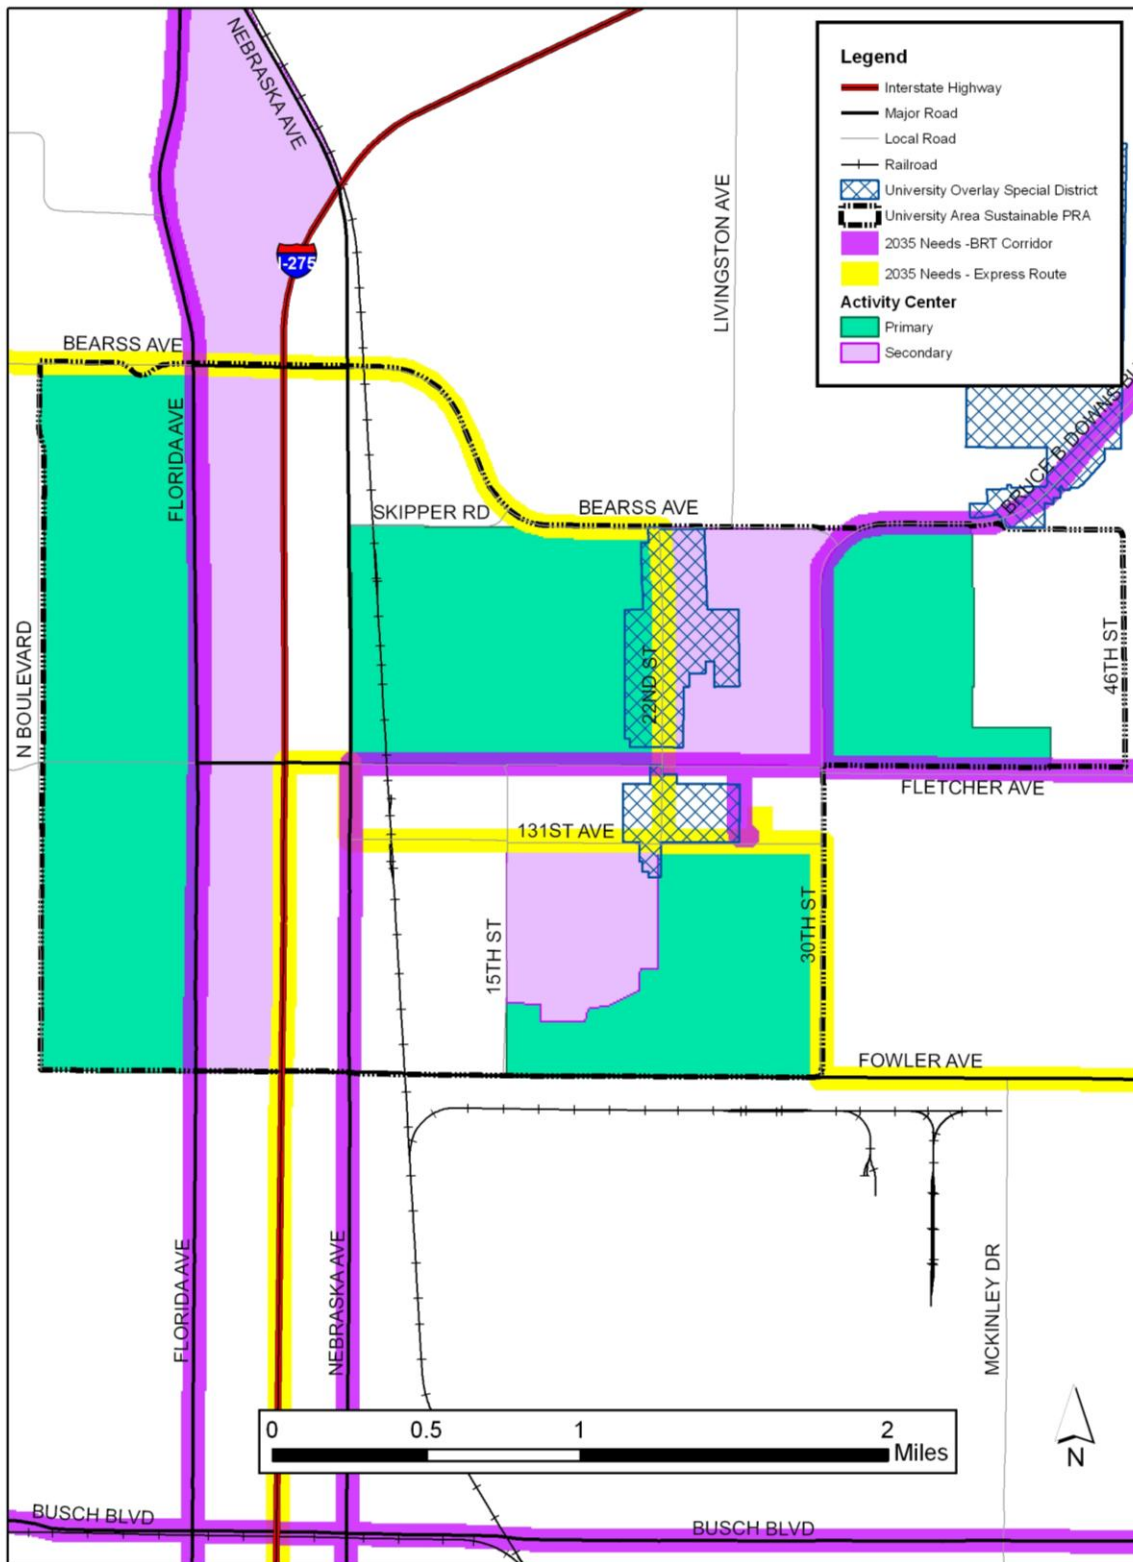 NEBRASKA AVE
Legend
Interstate Highway
Major Road
Local Road
Railroad
University Overlay Special District
University Area Sustainable PRA
2035 Needs -BRT Corridor
2035 Needs - Express Route
Activity Center
Primary
Secondary
LIVINGSTON AVE
I-275
BEARSS AVE
FLORIDA AVE
BRUCE B DOWNS
SKIPPER RD
BEARSS AVE
N BOULEVARD
22ND ST
46TH ST
FLETCHER AVE
131ST AVE
15TH ST
30TH ST
FOWLER AVE
FLORIDA AVE
NEBRASKA AVE
MCKINLEY DR
0 0.5 1 2
Miles
N
BUSCH BLVD
BUSCH BLVD